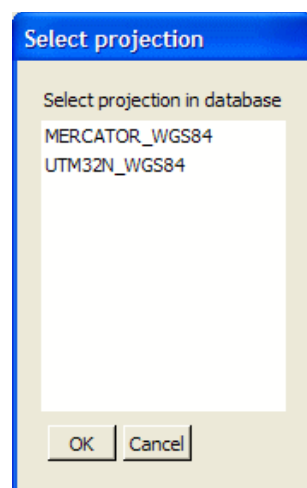 Select projection
Select projection in database
MERCATOR_WGS84
UTM32N_WGS84
OK Cancel